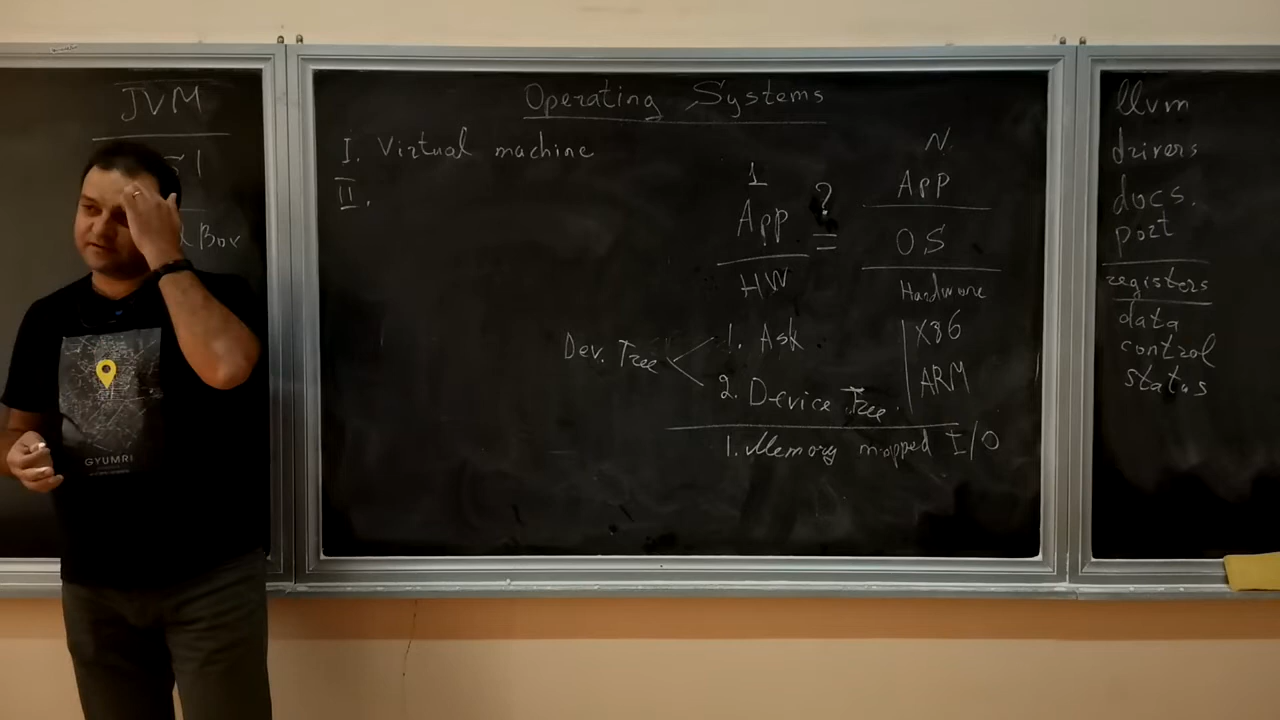 JVM
Box
Operating Systems
I. Virtual machine
II.
1
App
HW
?
=
N.
App
OS
Hardware
x86
ARM
Dev. Tree
1. Ask
2. Device Tree.
1. Memory mapped I/O
llvm
drivers
docs.
port
registers
data
control
status
GYUMRI